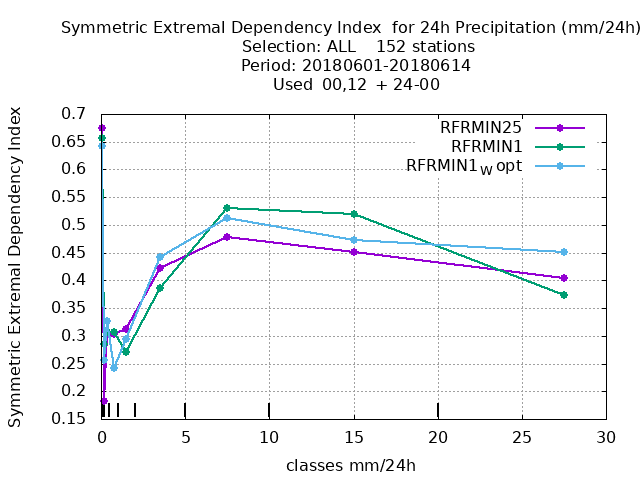 Symmetric Extremal Dependency Index  for 24h Precipitation (mm/24h)
Selection: ALL    152 stations
Period: 20180601-20180614
Used  00,12  + 24-00
Symmetric Extremal Dependency Index
0.7
0.65
0.6
0.55
0.5
0.45
0.4
0.35
0.3
0.25
0.2
0.15
RFRMIN25
RFRMIN1
RFRMIN1W opt
0 5 10 15 20 25 30
classes mm/24h